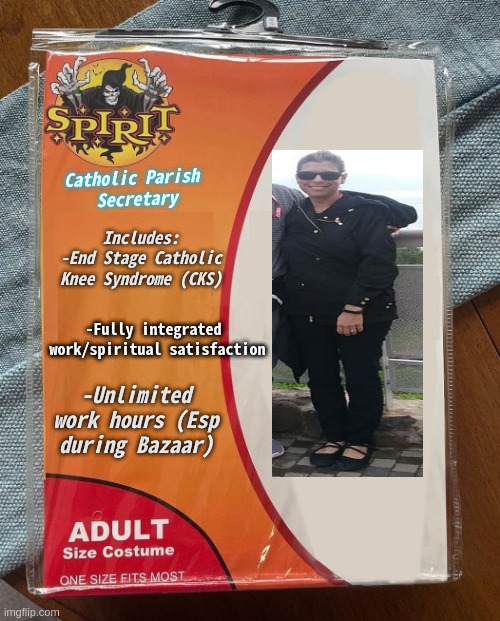 SPIRIT
Catholic Parish
Secretary
Includes:
-End Stage Catholic
Knee Syndrome (CKS)
-Fully integrated
work/spiritual satisfaction
-Unlimited
work hours (Esp
during Bazaar)
ADULT
Size Costume
ONE SIZE FITS MOST
imgflip.com